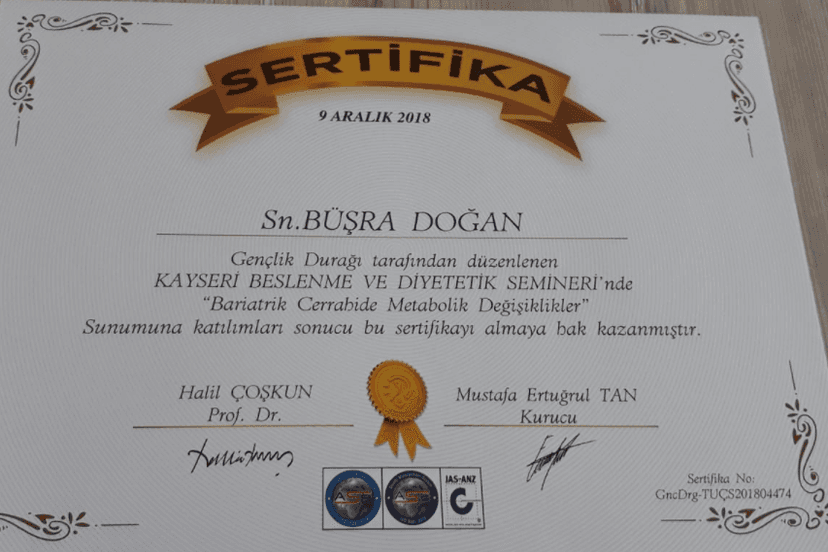 SERTİFİKA
9 ARALIK 2018
Sn.BÜŞRA DOĞAN
Gençlik Durağı tarafından düzenlenen
KAYSERİ BESLENME VE DİYETETİK SEMİNERİ'nde
"Bariatrik Cerrahide Metabolik Değişiklikler"
Sunumuna katılımları sonucu bu sertifikayı almaya hak kazanmıştır.
Halil ÇOŞKUN
Prof. Dr.
Mustafa Ertuğrul TAN
Kurucu
JAS-ANZ
Sertifika No:
GncDrg-TUÇS201804474